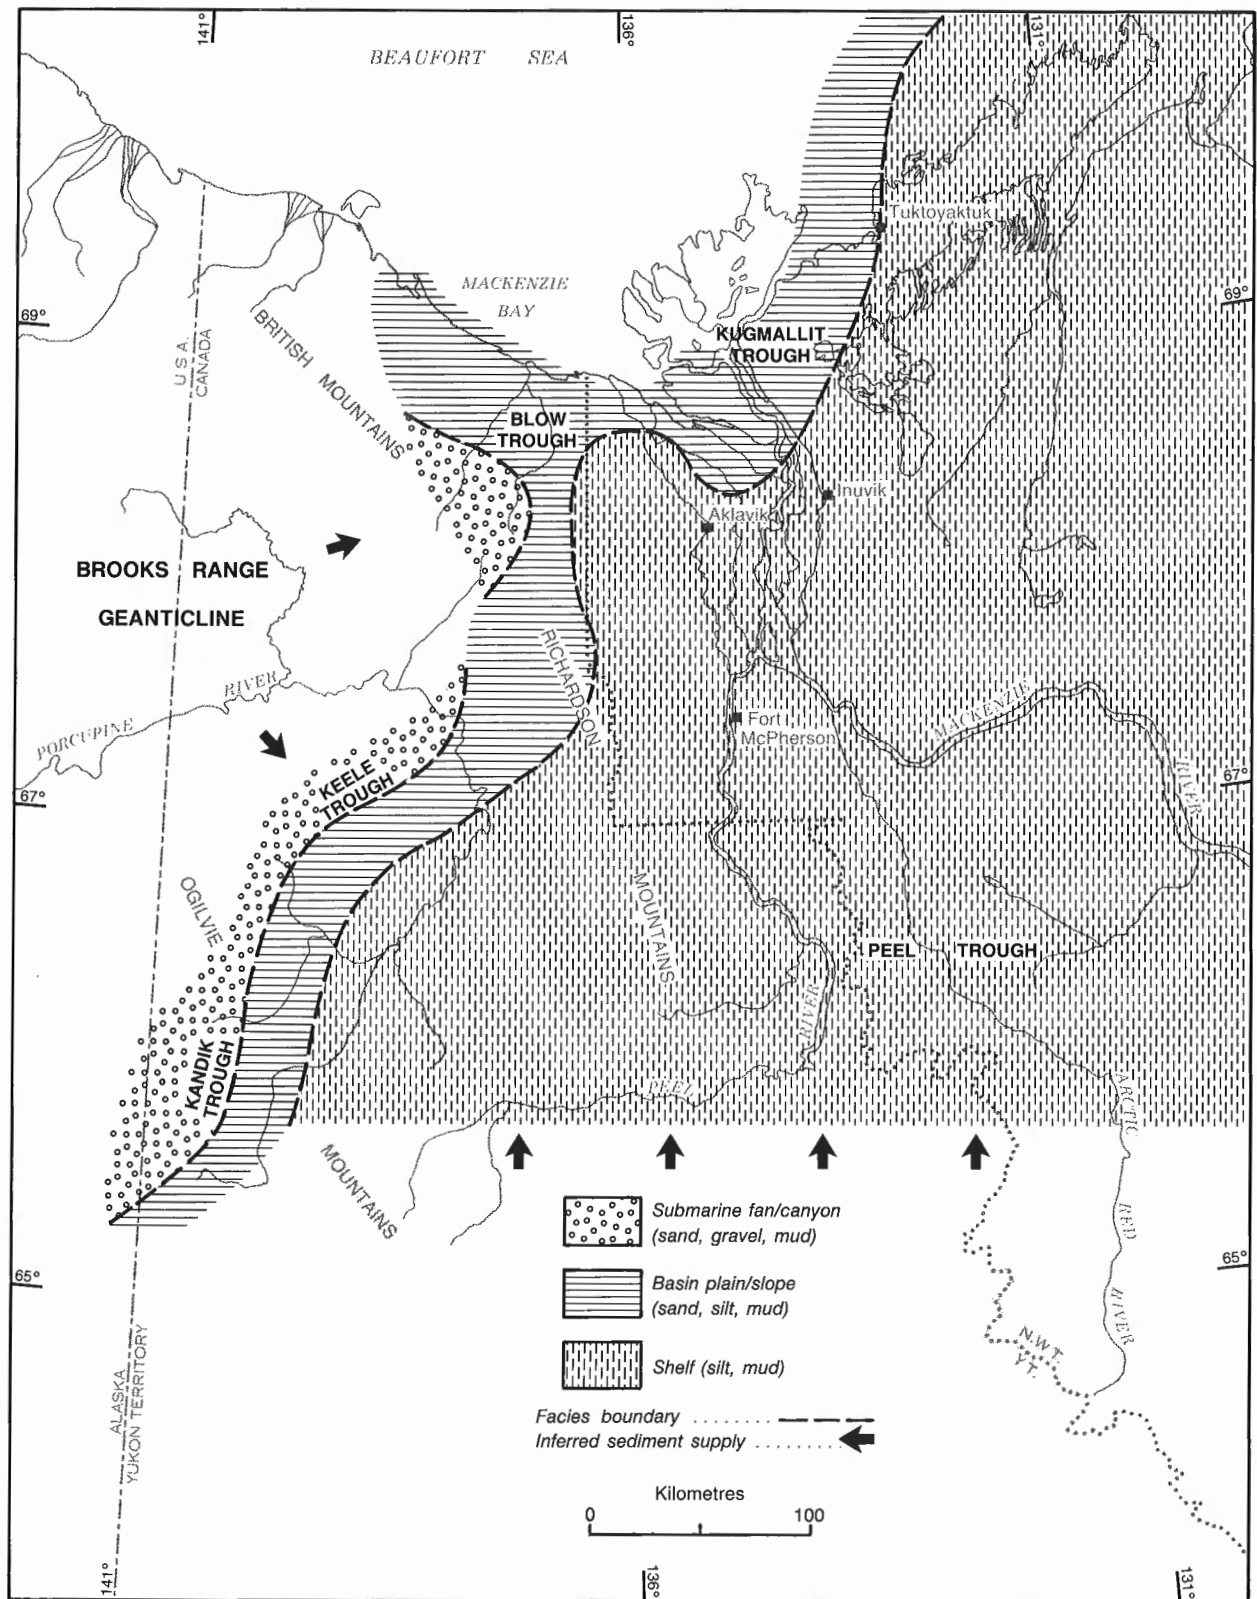 141°
136°
131°
BEAUFORT SEA
Tuktoyaktuk
MACKENZIE
BAY
69°
69°
KUGMALLIT
TROUGH
U.S.A.
CANADA
BRITISH MOUNTAINS
BLOW
TROUGH
Inuvik
Aklavik
BROOKS RANGE
GEANTICLINE
RICHARDSON
PORCUPINE
RIVER
MACKENZIE
RIVER
Fort
McPherson
KEELE
TROUGH
67°
67°
OGILVIE
MOUNTAINS
PEEL TROUGH
RIVER
KANDIK
TROUGH
PEEL
ARCTIC
RED
RIVER
MOUNTAINS
Submarine fan/canyon
(sand, gravel, mud)
Basin plain/slope
(sand, silt, mud)
Shelf (silt, mud)
65°
65°
N.W.T.
Y.T.
ALASKA
YUKON TERRITORY
Facies boundary
Inferred sediment supply
Kilometres
0 100
141°
136°
131°